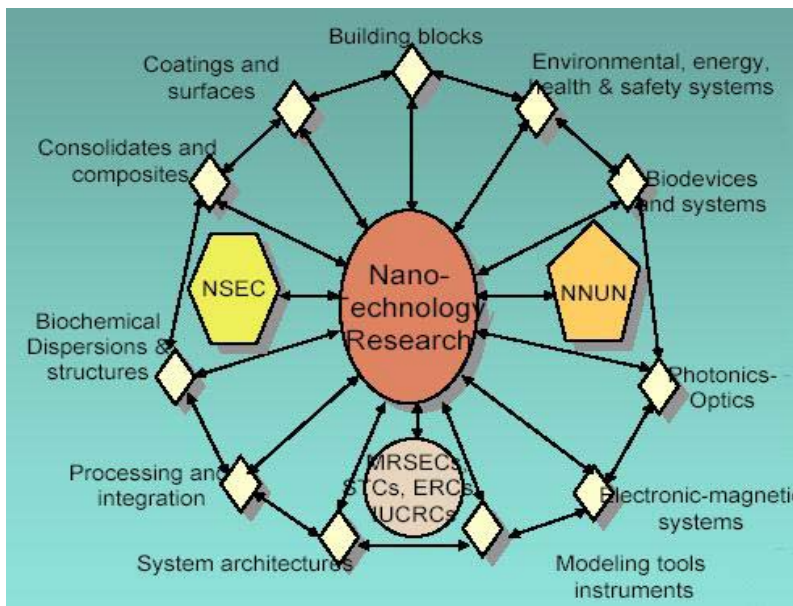 Building blocks
Coatings and
surfaces
Environmental, energy,
health & safety systems
Consolidates and
composites
Biodevices
and systems
NSEC
Nano-
echnology
Research
NNUN
Biochemical
Dispersions &
structures
Photonics-
Optics
MRSECs,
STCs, ERCs
IUCRCs
Processing and
integration
Electronic-magnetic
systems
System architectures
Modeling tools
instruments